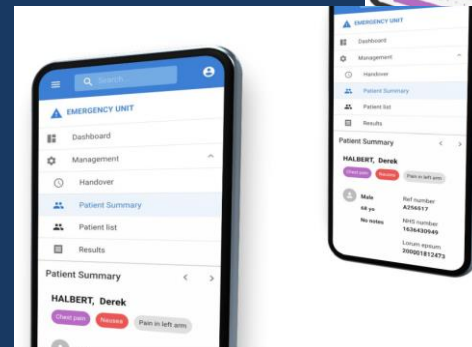 Search...
EMERGENCY UNIT
Dashboard
Management
Handover
Patient Summary
Patient list
Results
Patient Summary < >
HALBERT, Derek
Chest pain Nausea Pain in left arm
EMERGENCY UNIT
Dashboard
Management
Handover
Patient Summary
Patient list
Results
Patient Summary < >
HALBERT, Derek
Chest pain Nausea Pain in left arm
Male Ref number
68 yo A256517
No notes NHS number
1636430949
Lorum epsum
200001812473